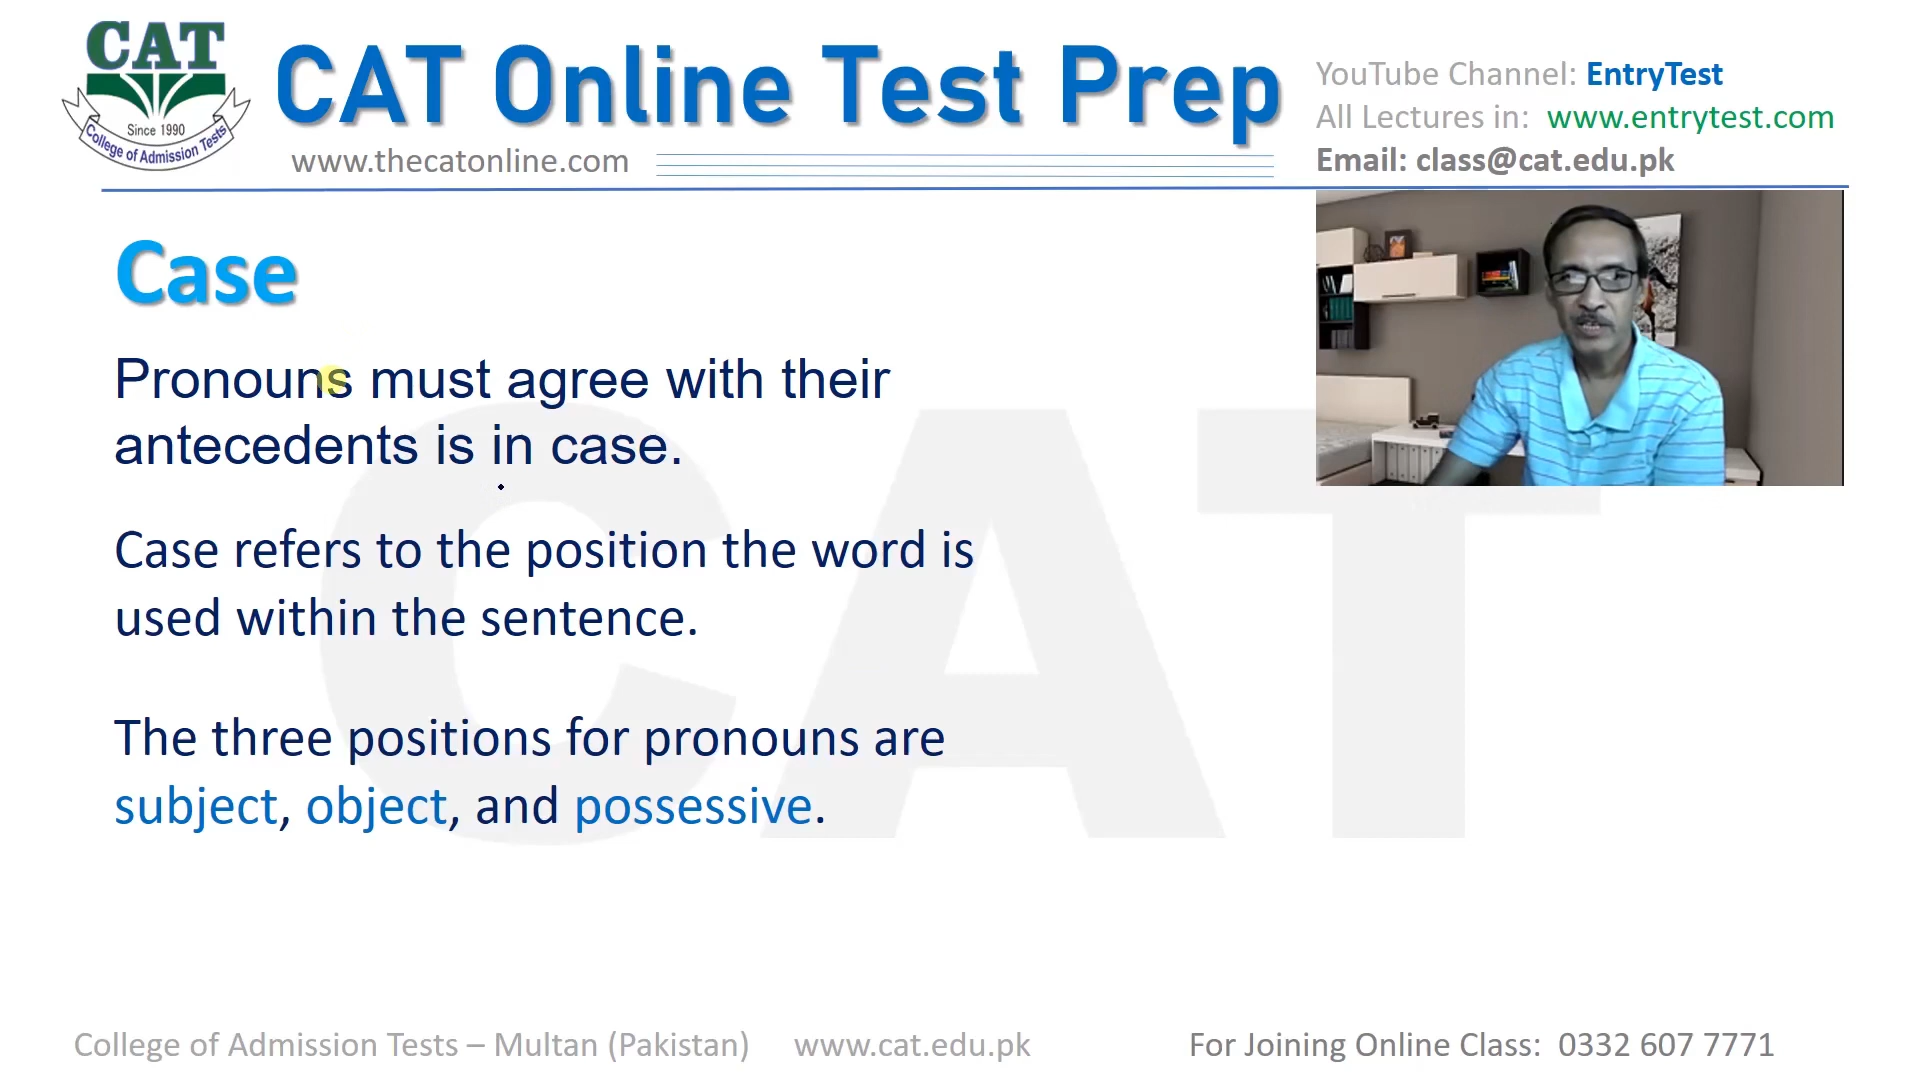 CAT
Since 1990
College of Admission Tests
CAT Online Test Prep
www.thecatonline.com
YouTube Channel: EntryTest
All Lectures in: www.entrytest.com
Email: class@cat.edu.pk
Case
Pronouns must agree with their
antecedents is in case.
Case refers to the position the word is
used within the sentence.
The three positions for pronouns are
subject, object, and possessive.
CAT
College of Admission Tests – Multan (Pakistan) www.cat.edu.pk
For Joining Online Class: 0332 607 7771